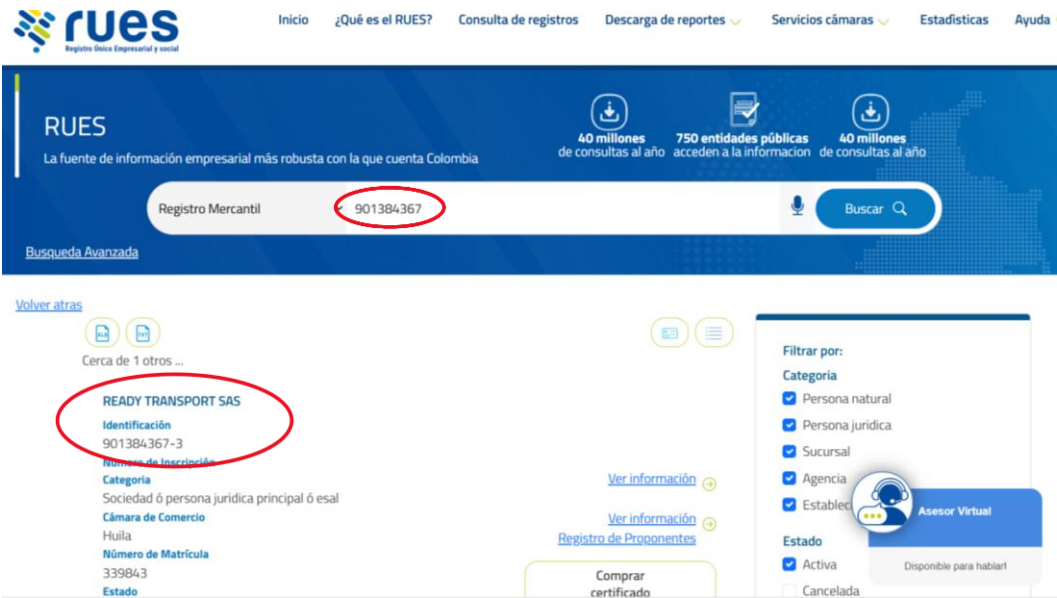 rues
Registro Único Empresarial y social
Inicio
¿Qué es el RUES?
Consulta de registros
Descarga de reportes
Servicios cámaras
Estadísticas
Ayuda
RUES
La fuente de información empresarial más robusta con la que cuenta Colombia
40 millones
de consultas al año
750 entidades públicas
acceden a la informacion
40 millones
de consultas al año
Registro Mercantil
901384367
Buscar
Busqueda Avanzada
Volver atras
XLS
TXT
Cerca de 1 otros ...
READY TRANSPORT SAS
Identificación
901384367-3
Número de Inscripción
Categoria
Sociedad ó persona juridica principal ó esal
Cámara de Comercio
Huila
Número de Matrícula
339843
Estado
Ver información
Ver información
Registro de Proponentes
Comprar
certificado
Filtrar por:
Categoria
Persona natural
Persona juridica
Sucursal
Agencia
Establec
Estado
Activa
Cancelada
Asesor Virtual
Disponible para hablar!